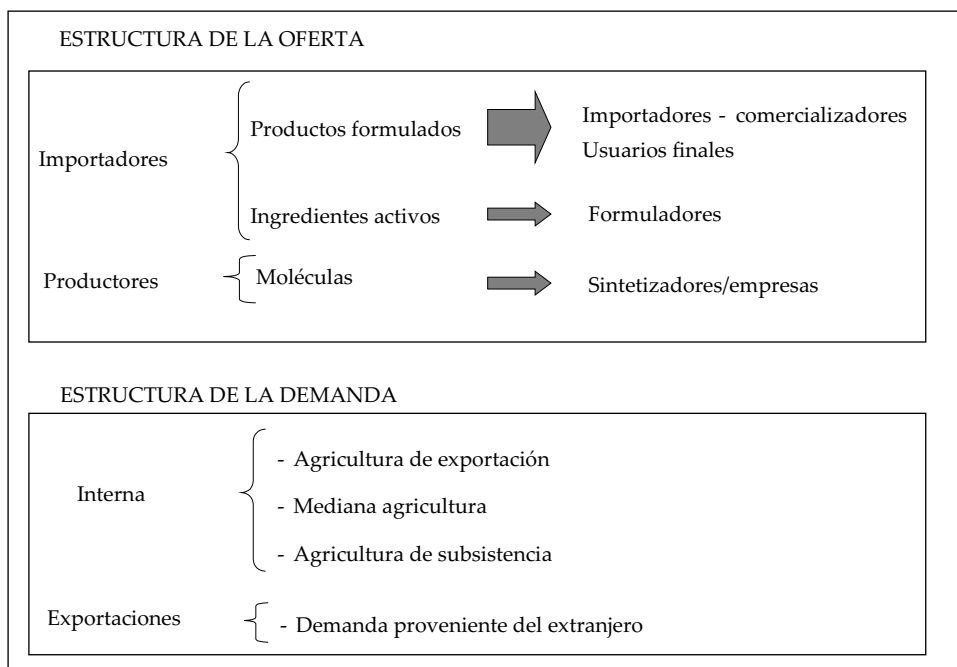 ESTRUCTURA DE LA OFERTA
Importadores
Productos formulados
Importadores - comercializadores
Usuarios finales
Ingredientes activos
Formuladores
Productores
Moléculas
Sintetizadores/empresas
ESTRUCTURA DE LA DEMANDA
Interna
- Agricultura de exportación
- Mediana agricultura
- Agricultura de subsistencia
Exportaciones
- Demanda proveniente del extranjero